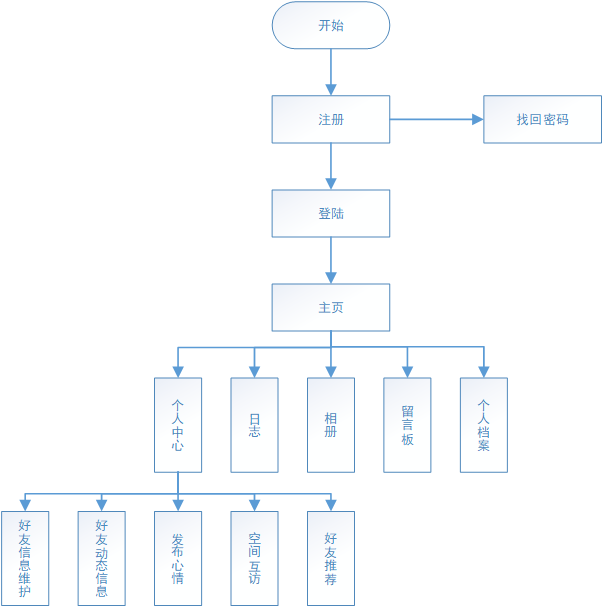 开始
注册
找回密码
登陆
主页
个人中心
日志
相册
留言板
个人档案
好友信息维护
好友动态信息
发布心情
空间互访
好友推荐